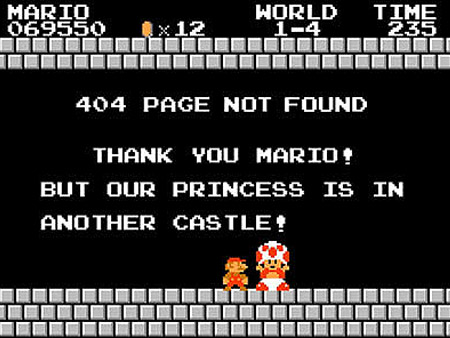 MARIO WORLD TIME
069550 ×12 1-4 235
404 PAGE NOT FOUND
THANK YOU MARIO!
BUT OUR PRINCESS IS IN
ANOTHER CASTLE!